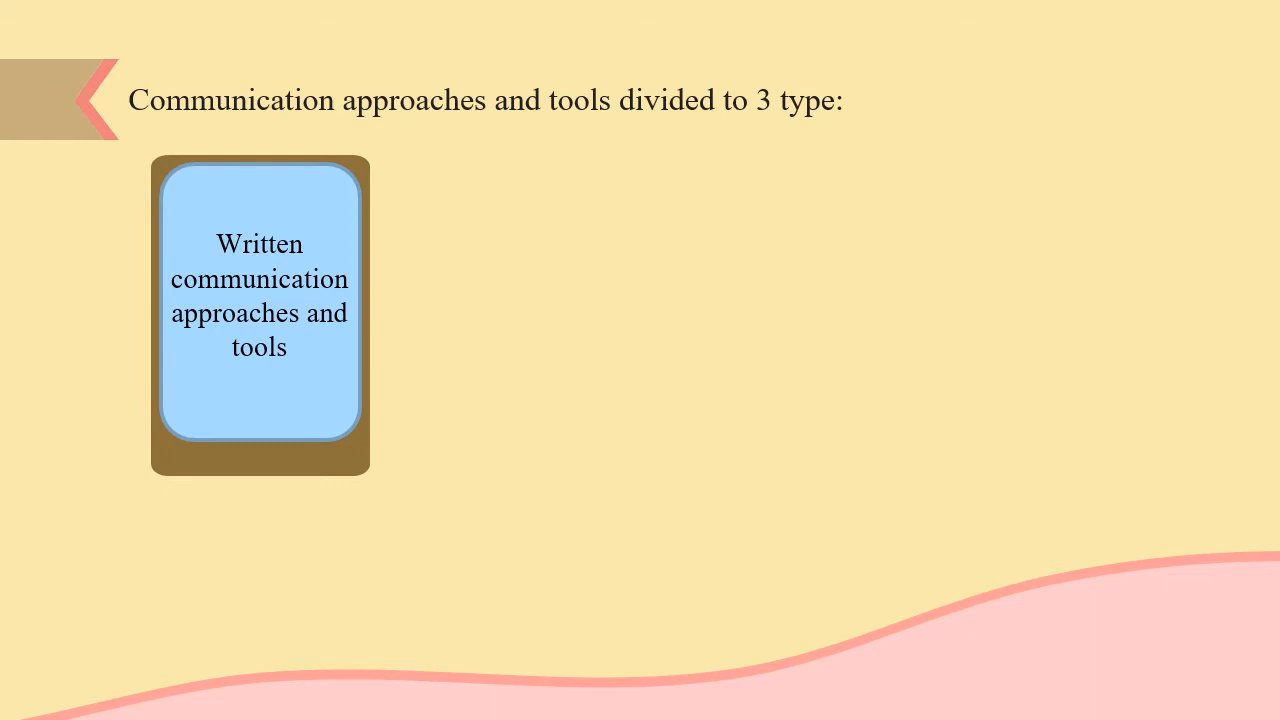 Communication approaches and tools divided to 3 type:
Written
communication
approaches and
tools